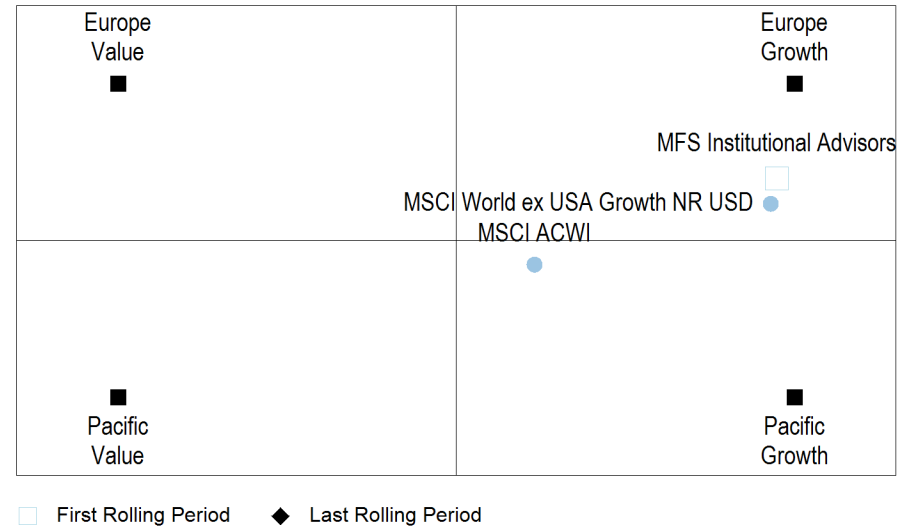 Europe
Value
Europe
Growth
MFS Institutional Advisors
MSCI World ex USA Growth NR USD
MSCI ACWI
Pacific
Value
Pacific
Growth
First Rolling Period
Last Rolling Period